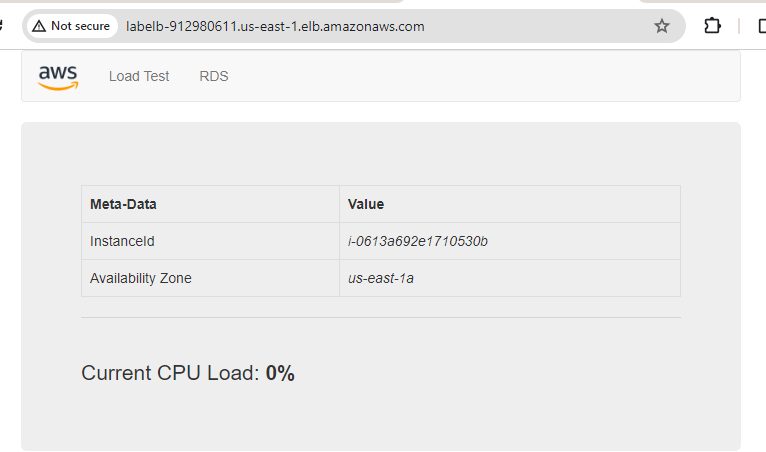 Not secure labelb-912980611.us-east-1.elb.amazonaws.com
aws Load Test RDS
Meta-Data Value
InstanceId i-0613a692e1710530b
Availability Zone us-east-1a
Current CPU Load: 0%